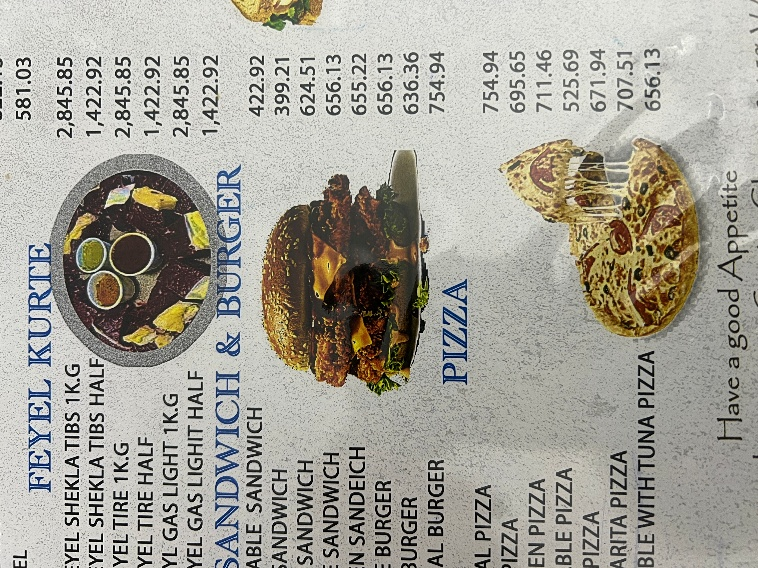 EL 581.03
FEYEL KURTE
EYEL SHEKLA TIBS 1K.G 2,845.85
EYEL SHEKLA TIBS HALF 1,422.92
YEL TIRE 1K.G 2,845.85
YEL TIRE HALF 1,422.92
YL GAS LIGHT 1K.G 2,845.85
YEL GAS LIGHIT HALF 1,422.92
SANDWICH & BURGER
ABLE SANDWICH 422.92
SANDWICH 399.21
SANDWICH 624.51
E SANDWICH 656.13
N SANDEICH 655.22
E BURGER 656.13
BURGER 636.36
AL BURGER 754.94
PIZZA
AL PIZZA 754.94
PIZZA 695.65
EN PIZZA 711.46
BLE PIZZA 525.69
PIZZA 671.94
ARITA PIZZA 707.51
BLE WITH TUNA PIZZA 656.13
Have a good Appetite